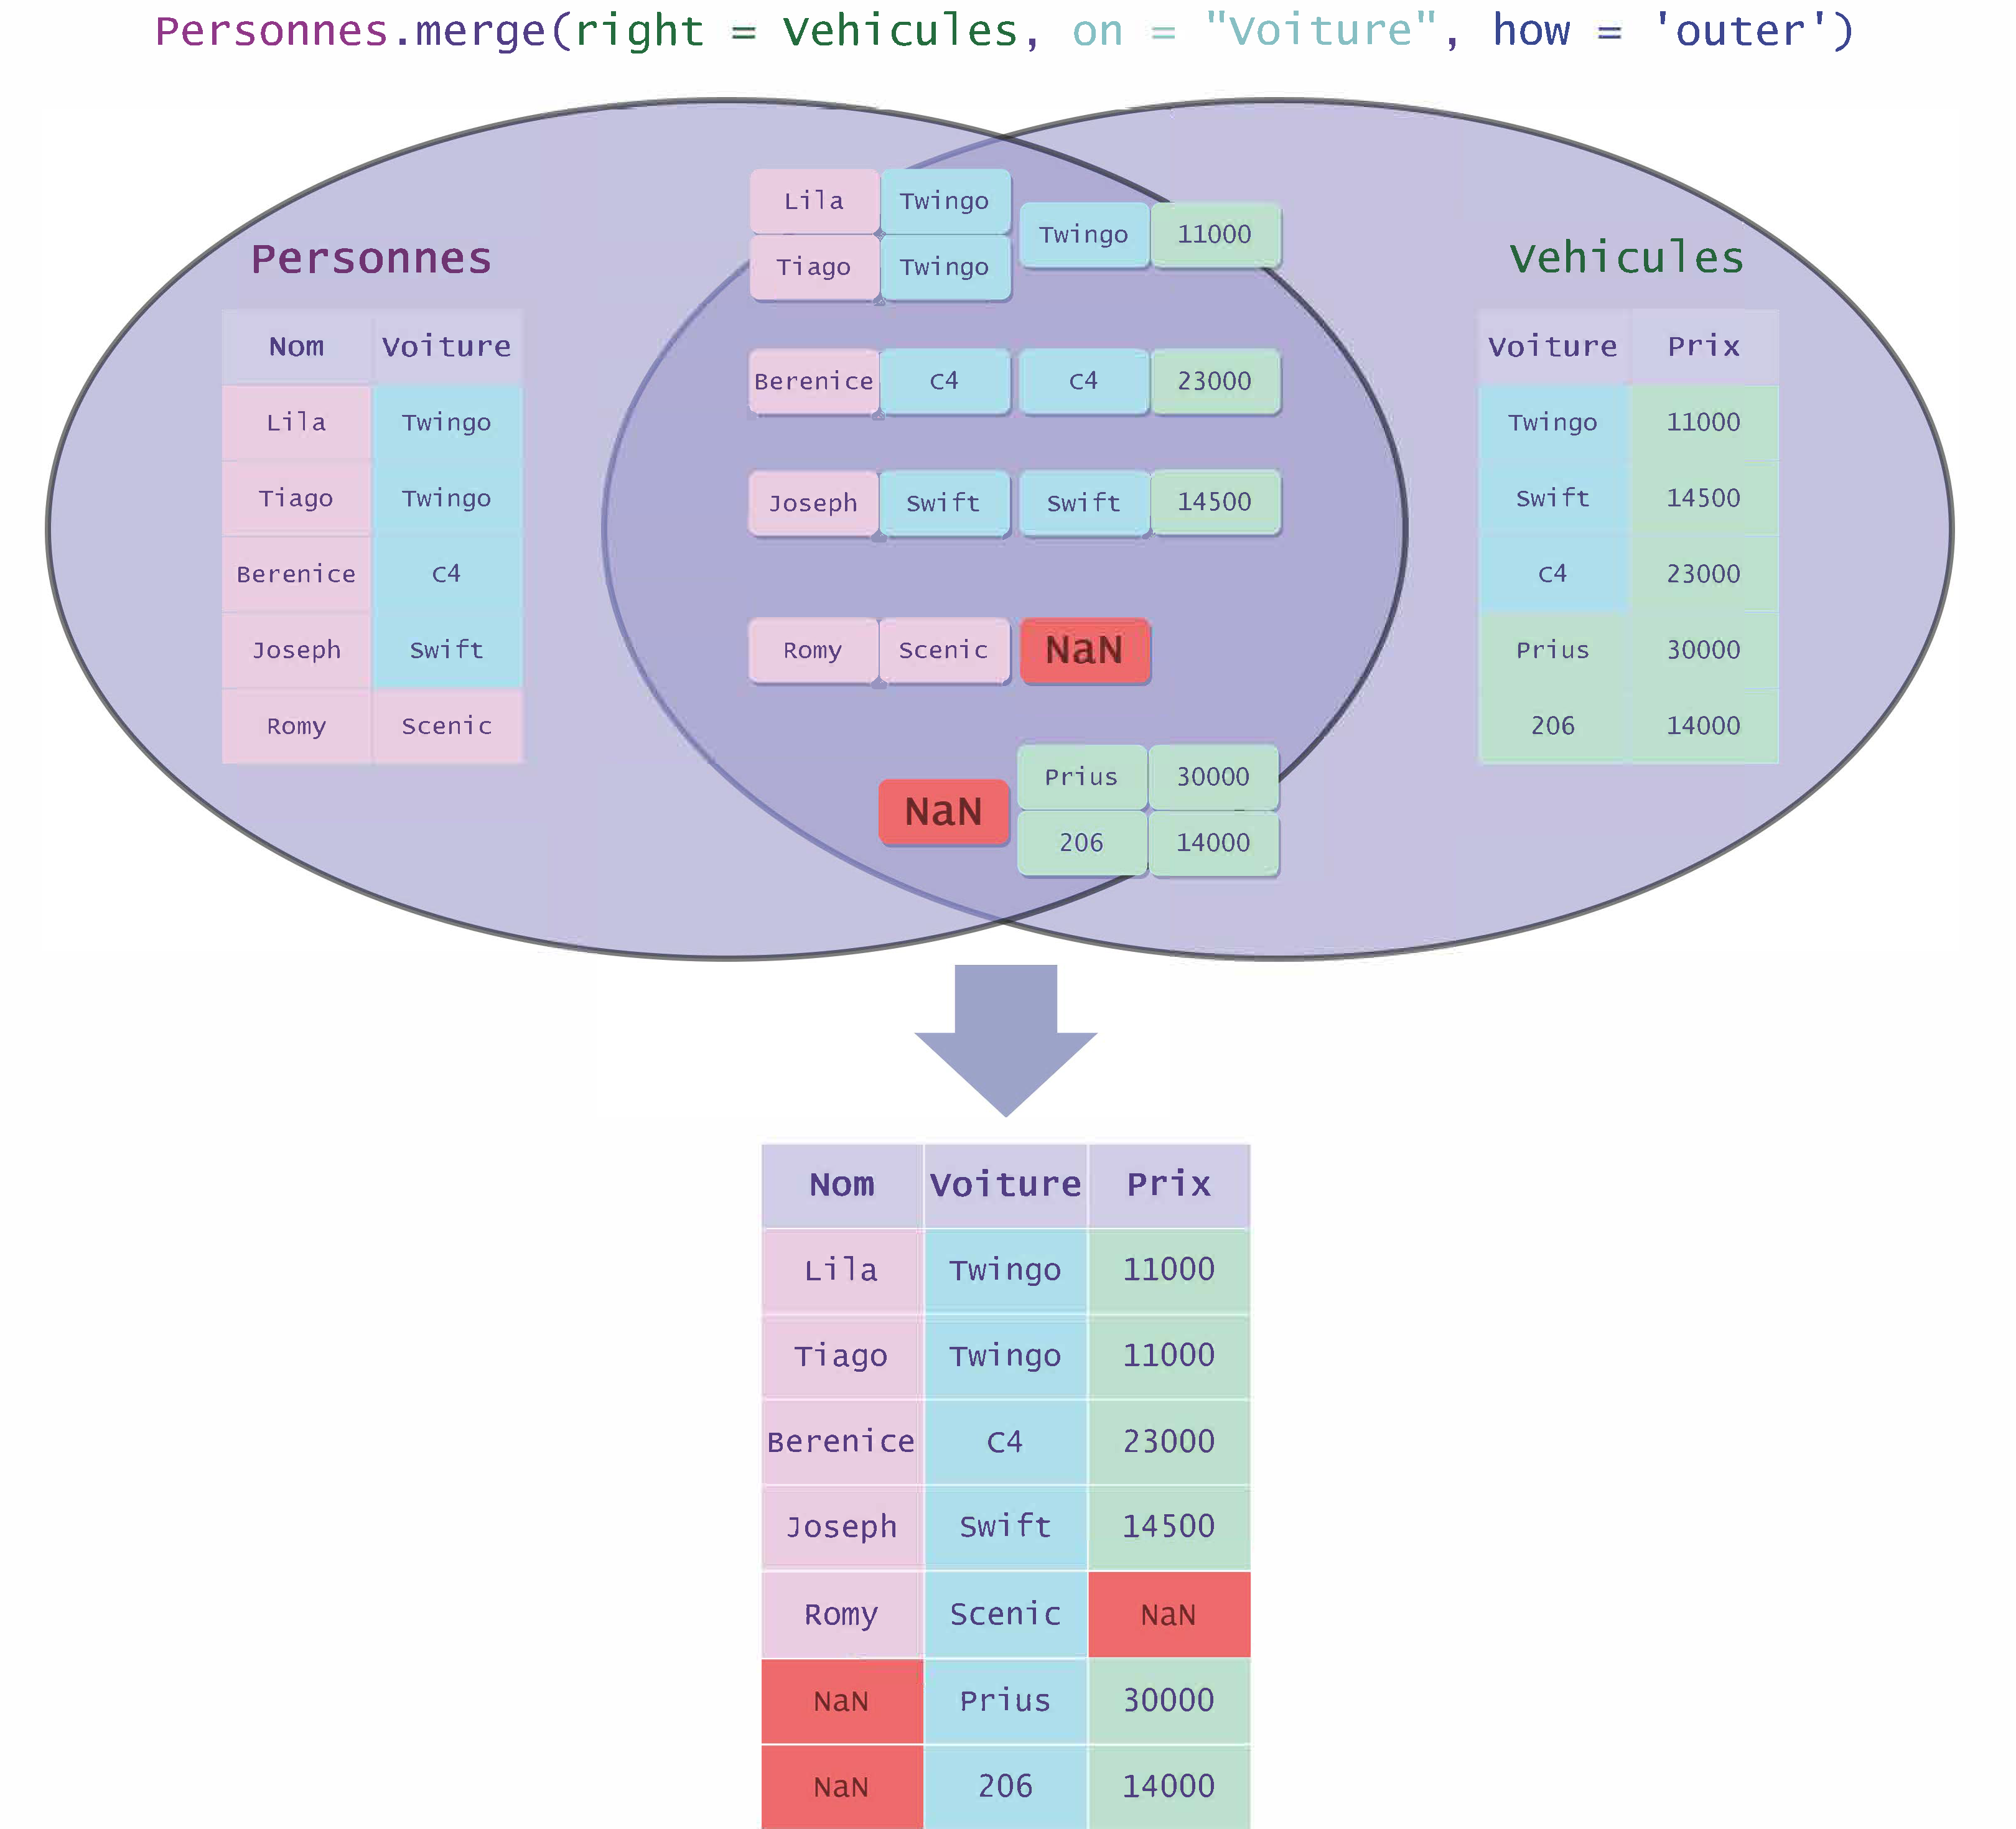 Personnes.merge(right = Vehicules, on = "Voiture", how = 'outer')
Personnes
Nom Voiture
Lila Twingo
Tiago Twingo
Berenice C4
Joseph Swift
Romy Scenic
Lila Twingo
Tiago Twingo
Twingo 11000
Berenice C4 C4 23000
Joseph Swift Swift 14500
Romy Scenic NaN
NaN
Prius 30000
206 14000
Vehicules
Voiture Prix
Twingo 11000
Swift 14500
C4 23000
Prius 30000
206 14000
Nom Voiture Prix
Lila Twingo 11000
Tiago Twingo 11000
Berenice C4 23000
Joseph Swift 14500
Romy Scenic NaN
NaN Prius 30000
NaN 206 14000